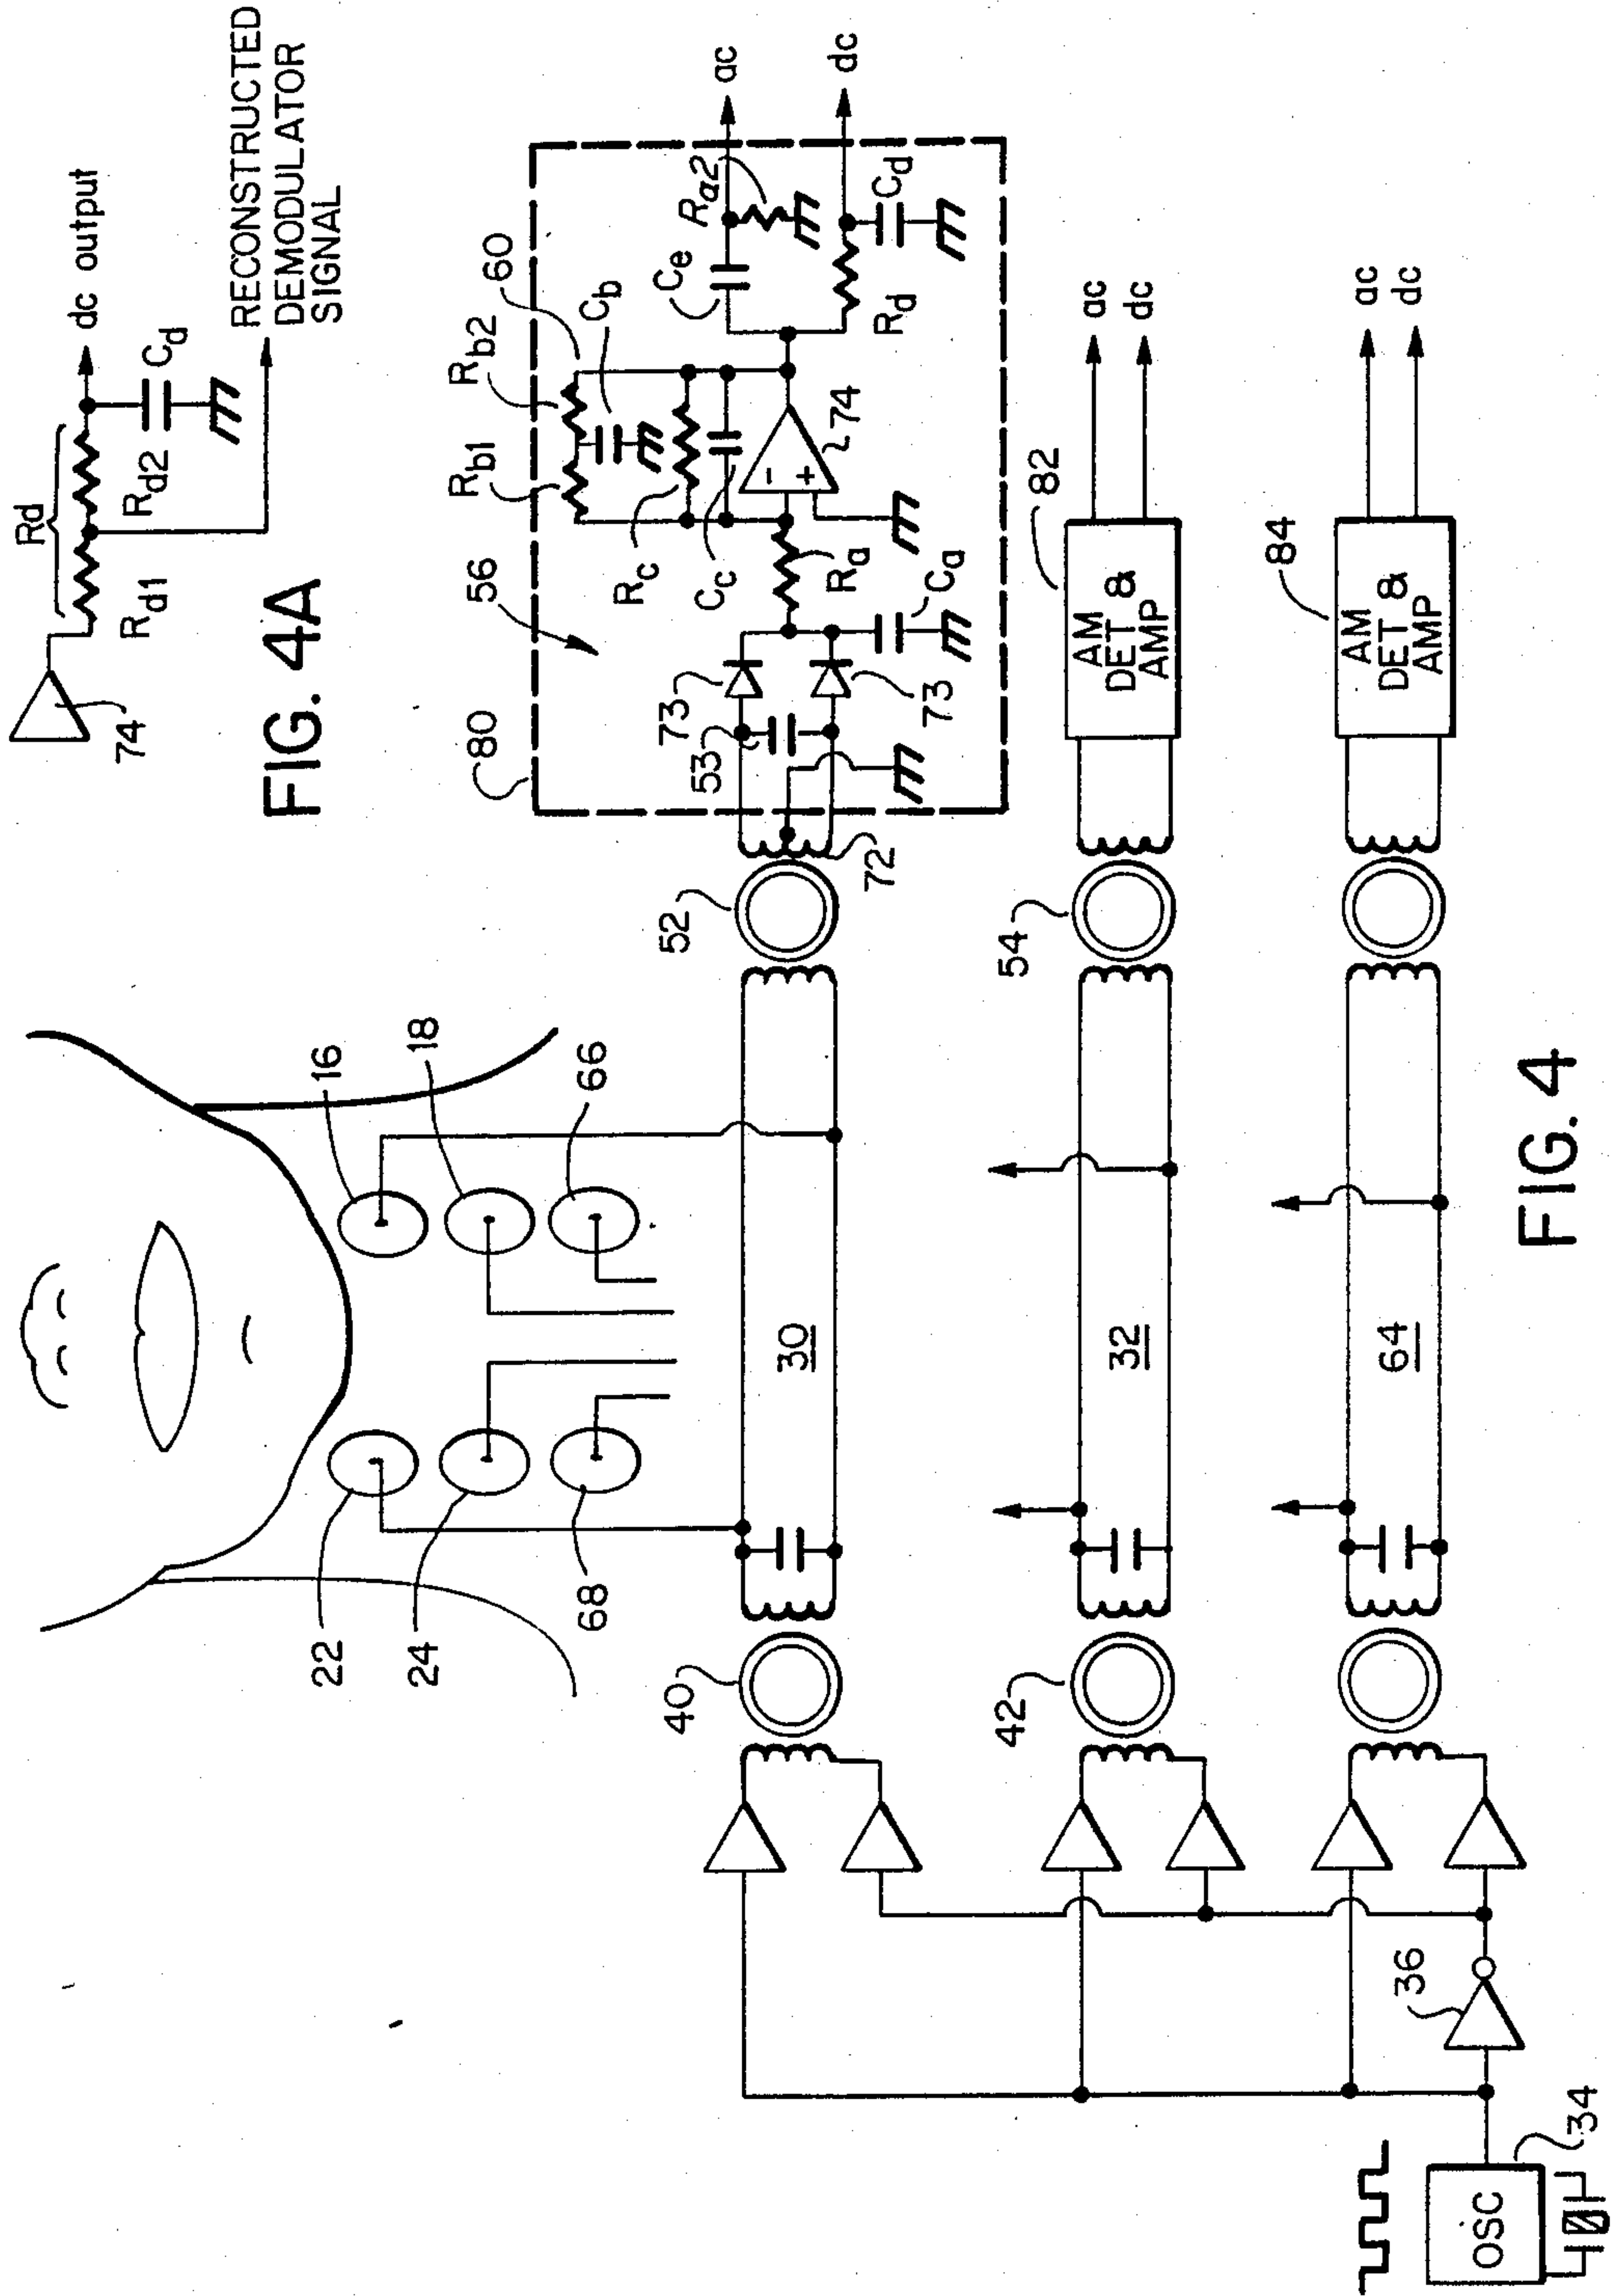 74
Rd1
Rd
Rd2
Cd
dc output
RECONSTRUCTED
DEMODULATOR
SIGNAL
FIG. 4A
22
24
68
16
18
66
80
56
60
73
53
73
72
Ca
Ra
Rc
Cc
Rb1
Rb2
Cb
-
+
74
Ce
Ra2
Rd
Cd
ac
dc
40
30
52
42
32
54
AM
DET &
AMP
82
ac
dc
64
AM
DET &
AMP
84
ac
dc
36
OSC
34
FIG. 4